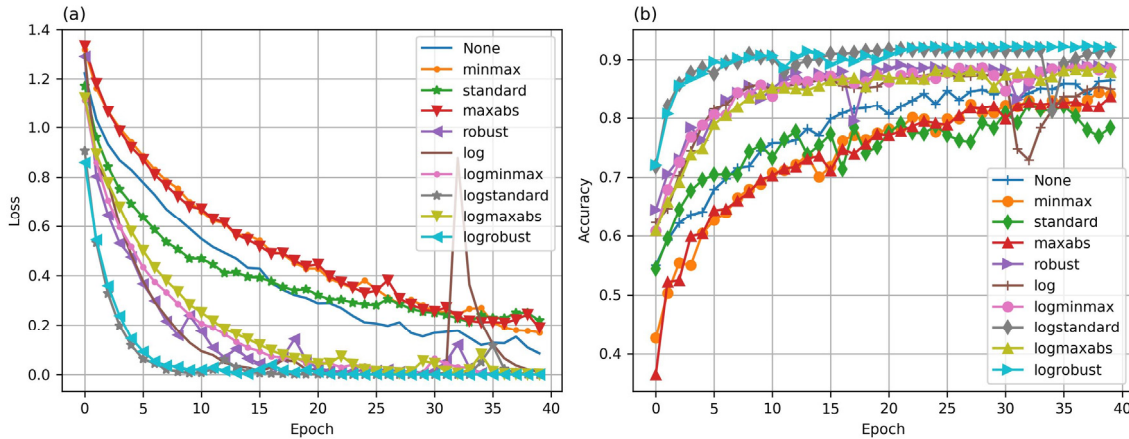 (a)
1.4
1.2
1.0
0.8
0.6
0.4
0.2
0.0
Loss
0 5 10 15 20 25 30 35 40
Epoch
None
minmax
standard
maxabs
robust
log
logminmax
logstandard
logmaxabs
logrobust
(b)
0.9
0.8
0.7
0.6
0.5
0.4
Accuracy
0 5 10 15 20 25 30 35 40
Epoch
None
minmax
standard
maxabs
robust
log
logminmax
logstandard
logmaxabs
logrobust